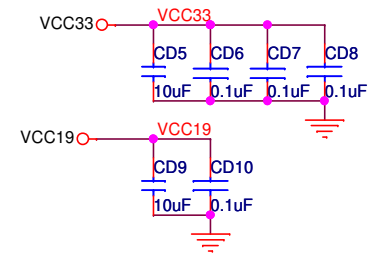 VCC33 VCC33
CD5 CD6 CD7 CD8
10uF 0.1uF 0.1uF 0.1uF
VCC19 VCC19
CD9 CD10
10uF 0.1uF